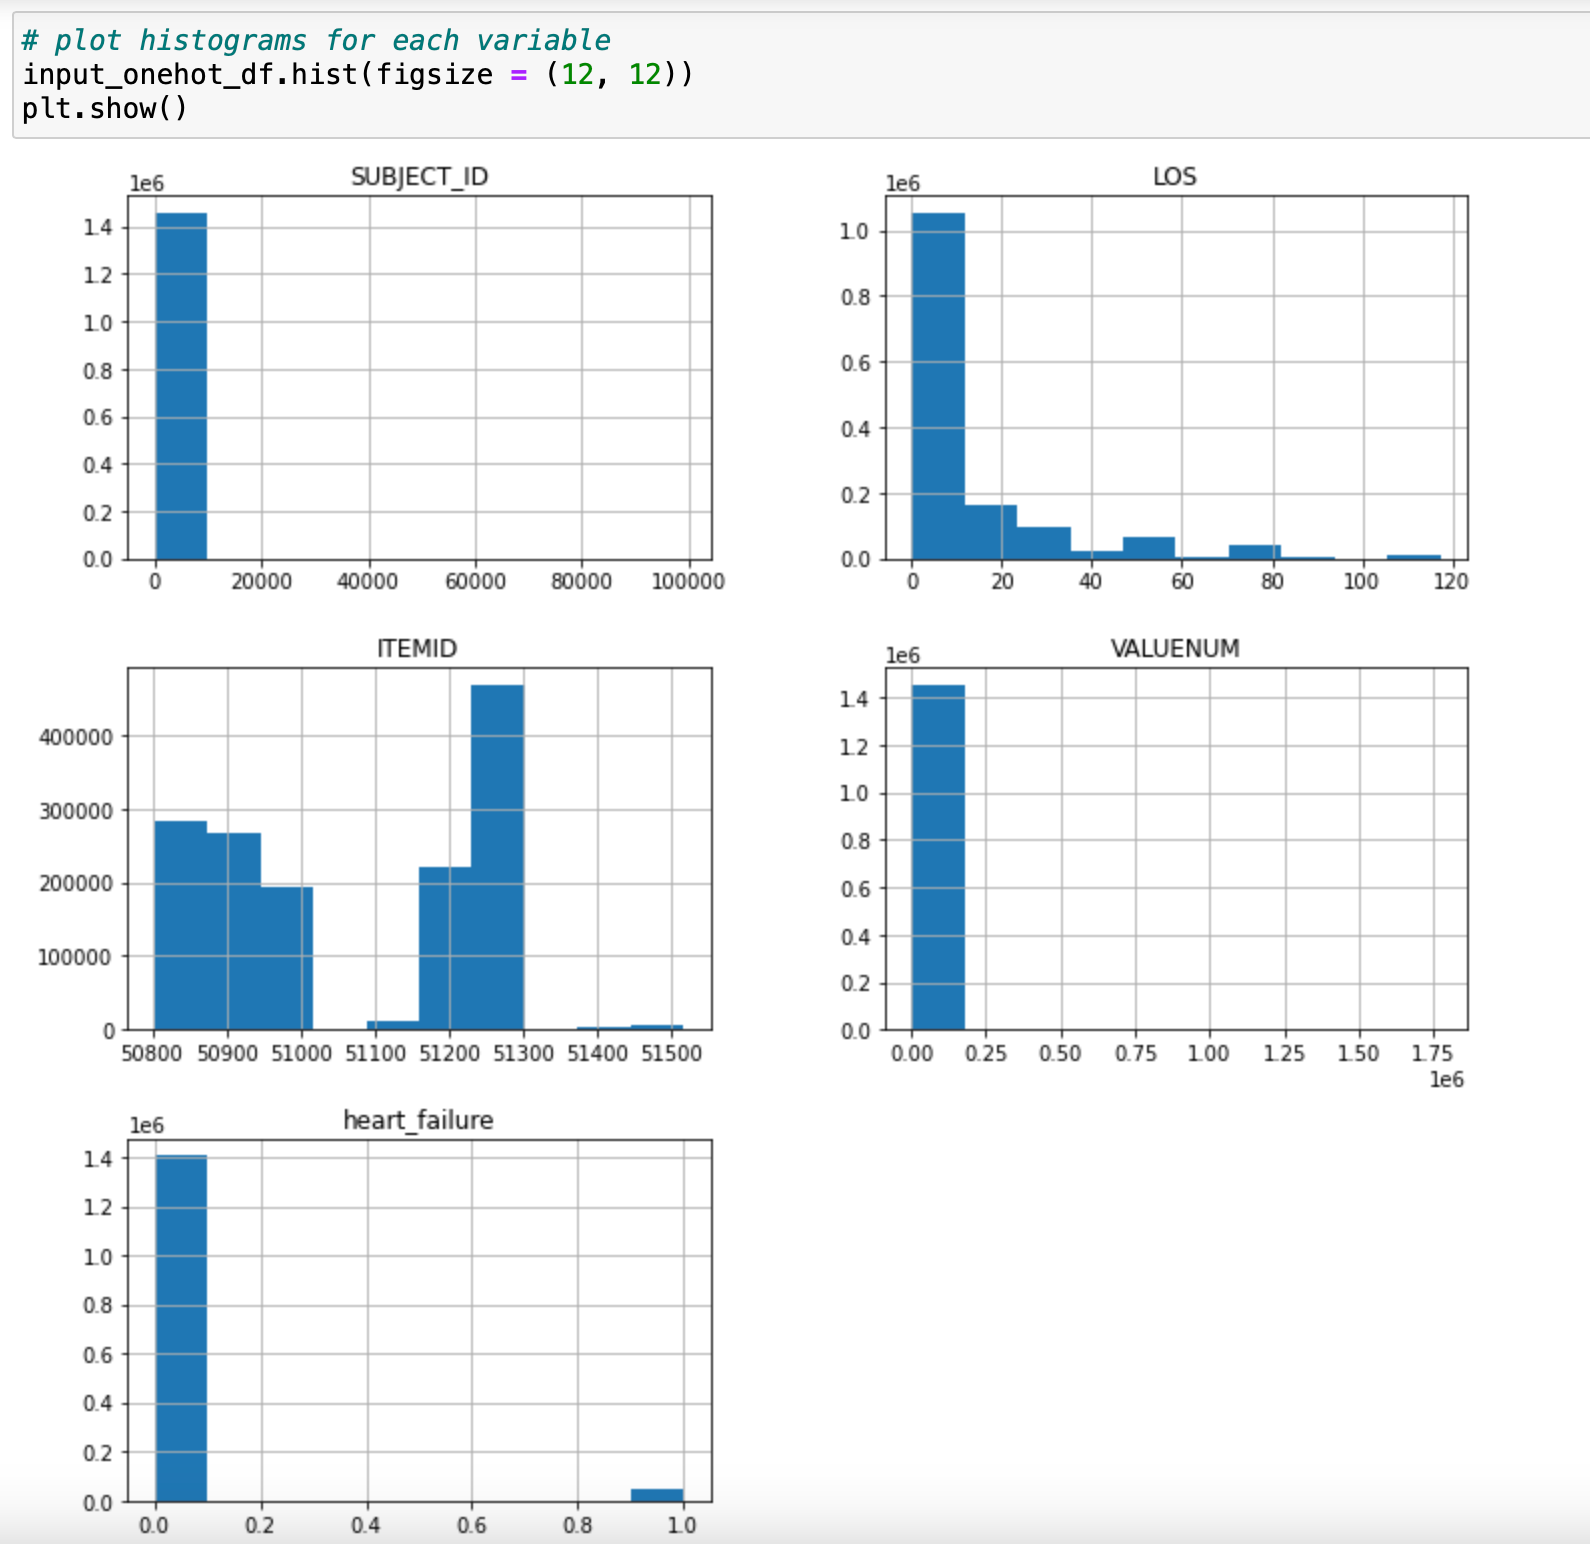 # plot histograms for each variable
input_onehot_df.hist(figsize = (12, 12))
plt.show()
SUBJECT_ID
1e6
1.4
1.2
1.0
0.8
0.6
0.4
0.2
0.0
0 20000 40000 60000 80000 100000
LOS
1e6
1.0
0.8
0.6
0.4
0.2
0.0
0 20 40 60 80 100 120
ITEMID
400000
300000
200000
100000
0
50800 50900 51000 51100 51200 51300 51400 51500
VALUENUM
1e6
1.4
1.2
1.0
0.8
0.6
0.4
0.2
0.0
0.00 0.25 0.50 0.75 1.00 1.25 1.50 1.75
1e6
heart_failure
1e6
1.4
1.2
1.0
0.8
0.6
0.4
0.2
0.0
0.0 0.2 0.4 0.6 0.8 1.0